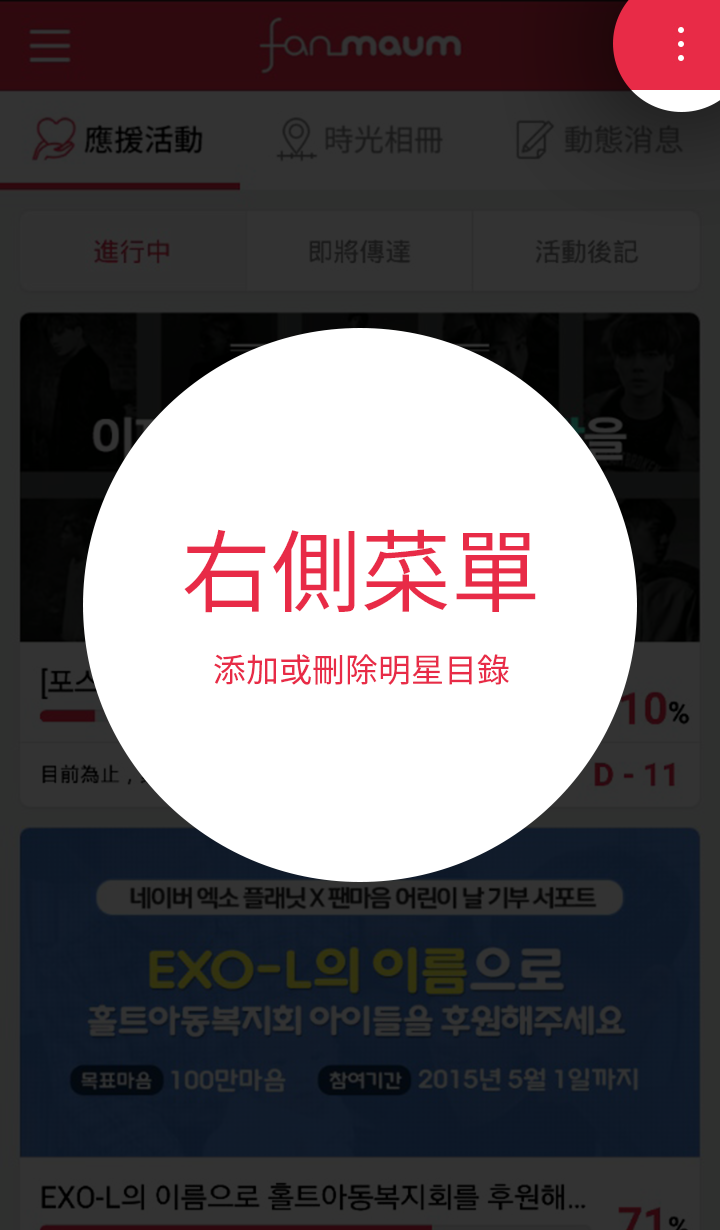 fanmaum
應援活動
時光相冊
動態消息
進行中
即將傳達
活動後記
을
右側菜單
添加或刪除明星目錄
[포스
10%
目前為止,
D - 11
네이버 엑소 플래닛 X 팬마음 어린이 날 기부 서포트
EXO-L의 이름으로
홀트아동복지회 아이들을 후원해주세요
목표마음 100만마음 참여기간 2015년 5월 1일까지
EXO-L의 이름으로 홀트아동복지회를 후원해...
71%